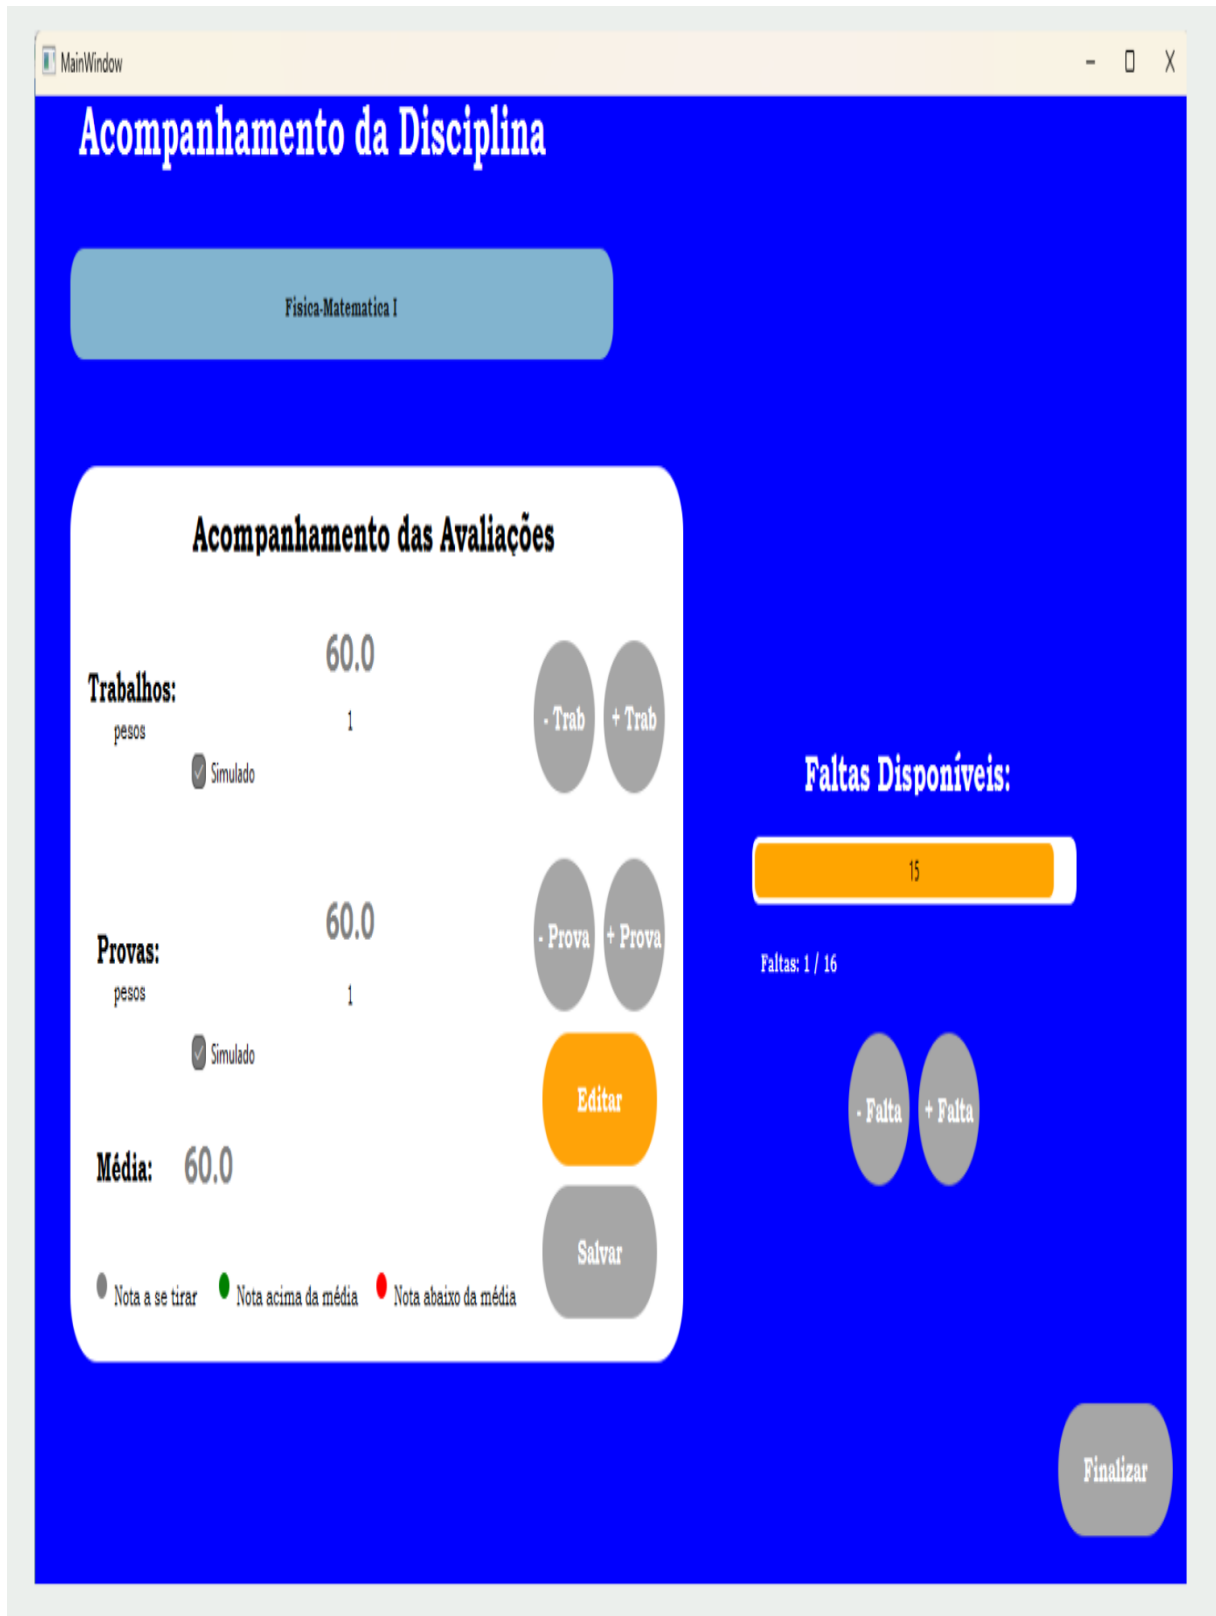 MainWindow
Acompanhamento da Disciplina
Fisica-Matematica I
Acompanhamento das Avaliações
60.0
Trabalhos:
pesos
1
Simulado
- Trab
+ Trab
60.0
Provas:
pesos
1
Simulado
- Prova
+ Prova
Editar
Média:
60.0
Salvar
Nota a se tirar
Nota acima da média
Nota abaixo da média
Faltas Disponíveis:
15
Faltas: 1 / 16
- Falta
+ Falta
Finalizar